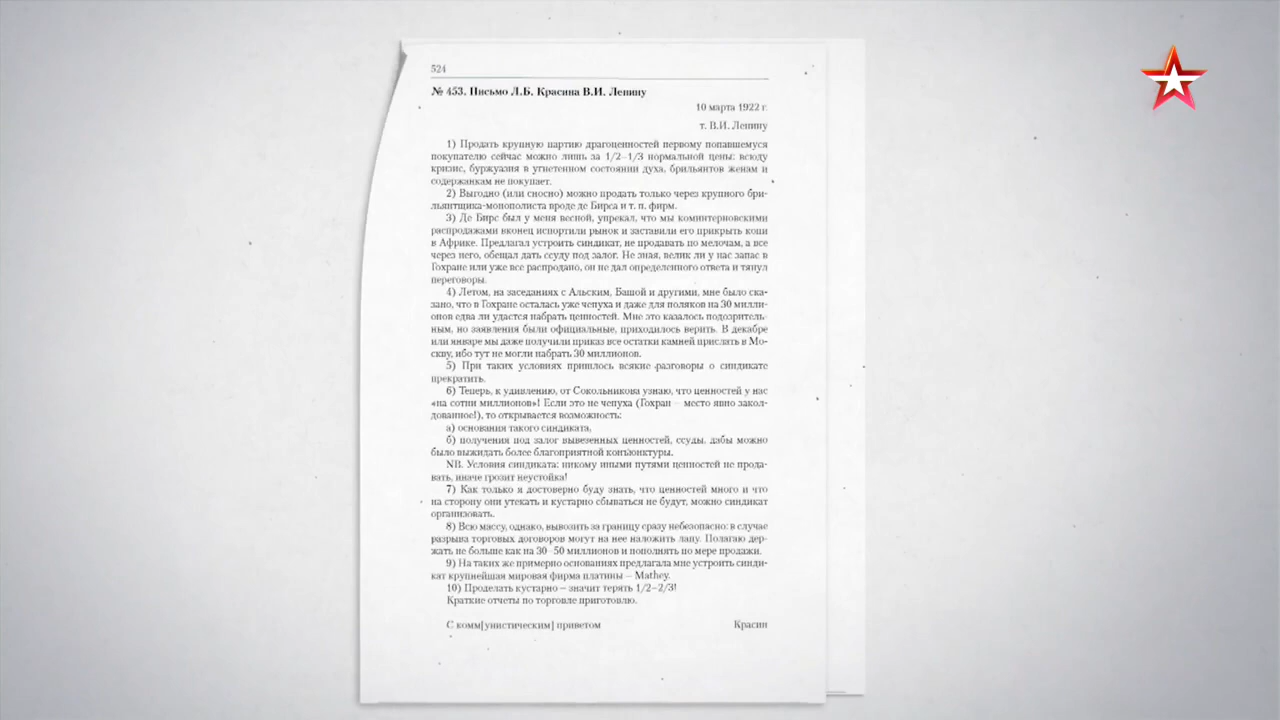 524
№ 453. Письмо Л.Б. Красина В.И. Ленину
10 марта 1922 г.
т. В.И. Ленину
1) Продать крупную партию драгоценностей первому попавшемуся
покупателю сейчас можно лишь за 1/2–1/3 нормальной цены: всюду
кризис, буржуазия в угнетенном состоянии духа, брильянтов женам и
содержанкам не покупает.
2) Выгодно (или сносно) можно продать только через крупного бри-
льянтщика-монополиста вроде де Бирса и т. п. фирм.
3) Де Бирс был у меня весной, упрекал, что мы коминтерновскими
распродажами вконец испортили рынок и заставили его прикрыть копи
в Африке. Предлагал устроить синдикат, не продавать по мелочам, а все
через него, обещал дать ссуду под залог. Не зная, велик ли у нас запас в
Гохране или уже все распродано, он не дал определенного ответа и тянул
переговоры.
4) Летом, на заседаниях с Альским, Башой и другими, мне было ска-
зано, что в Гохране осталась уже чепуха и даже для поляков на 30 милли-
онов едва ли удастся набрать ценностей. Мне это казалось подозритель-
ным, но заявления были официальные, приходилось верить. В декабре
или январе мы даже получили приказ все остатки камней прислать в Мо-
скву, ибо тут не могли набрать 30 миллионов.
5) При таких условиях пришлось всякие разговоры о синдикате
прекратить.
6) Теперь, к удивлению, от Сокольникова узнаю, что ценностей у нас
«на сотни миллионов»! Если это не чепуха (Гохран – место явно закол-
дованное!), то открывается возможность:
а) основания такого синдиката,
б) получения под залог вывезенных ценностей, ссуды, дабы можно
было выжидать более благоприятной конъюнктуры.
NB. Условия синдиката: никому иными путями ценностей не прода-
вать, иначе грозит неустойка!
7) Как только я достоверно буду знать, что ценностей много и что
на сторону они утекать и кустарно сбываться не будут, можно синдикат
организовать.
8) Всю массу, однако, вывозить за границу сразу небезопасно: в случае
разрыва торговых договоров могут на нее наложить лапу. Полагаю дер-
жать не больше как на 30–50 миллионов и пополнять по мере продажи.
9) На таких же примерно основаниях предлагала мне устроить синди-
кат крупнейшая мировая фирма платины – Mathey.
10) Проделать кустарно – значит терять 1/2–2/3!
Краткие отчеты по торговле приготовлю.
С комм[унистическим] приветом Красин